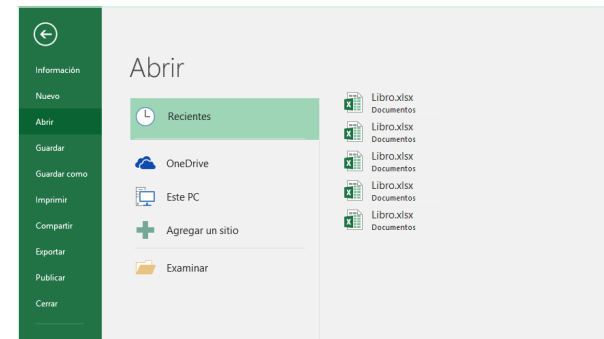 Información
Nuevo
Abrir
Guardar
Guardar como
Imprimir
Compartir
Exportar
Publicar
Cerrar
Abrir
Recientes
OneDrive
Este PC
Agregar un sitio
Examinar
Libro.xlsx
Documentos
Libro.xlsx
Documentos
Libro.xlsx
Documentos
Libro.xlsx
Documentos
Libro.xlsx
Documentos